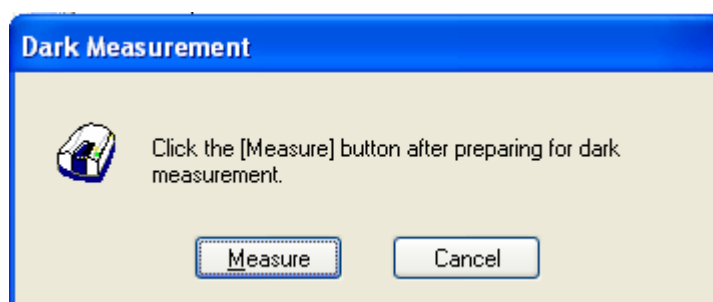 Dark Measurement
Click the [Measure] button after preparing for dark
measurement.
Measure
Cancel